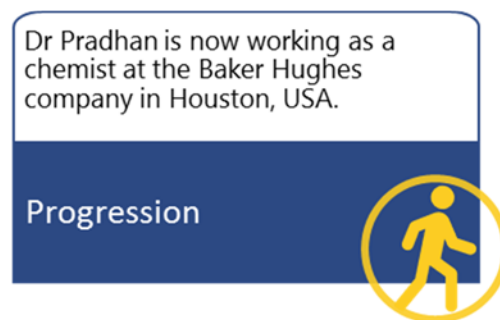 Dr Pradhan is now working as a
chemist at the Baker Hughes
company in Houston, USA.
Progression